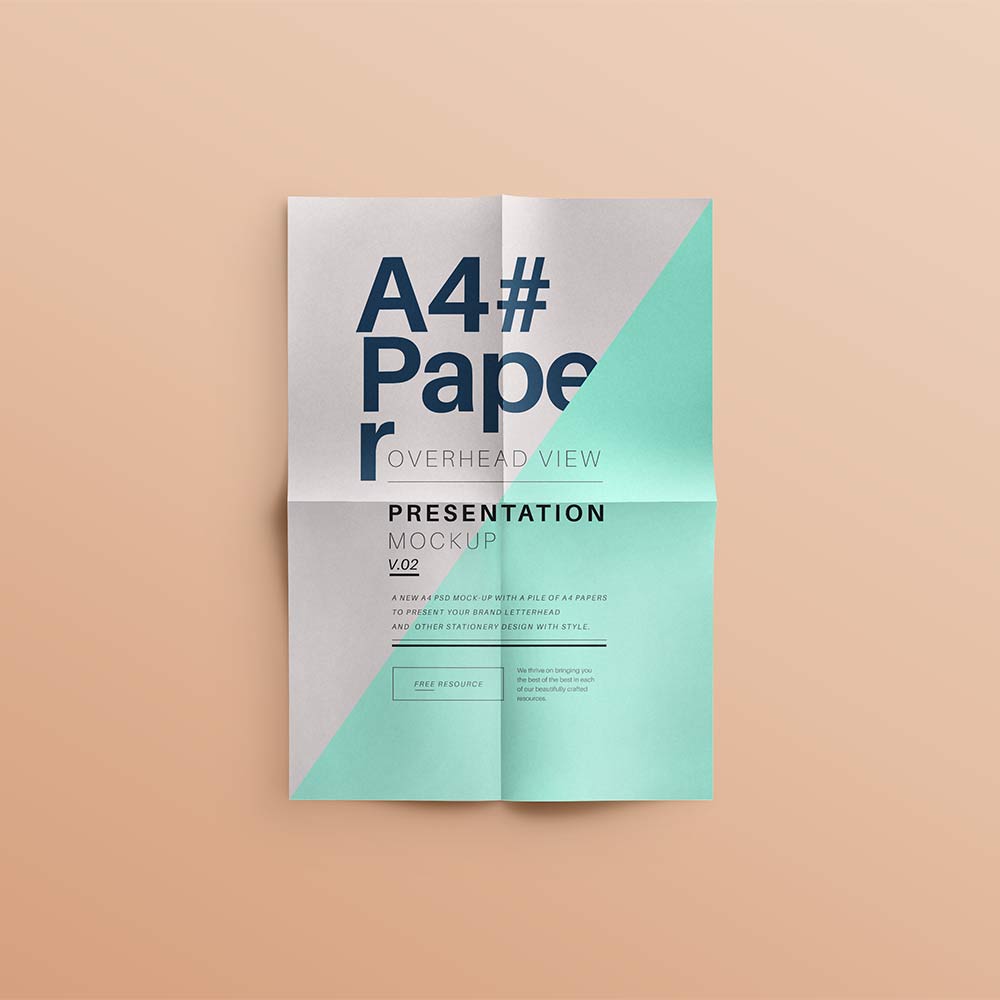 A4#
Pape
r
OVERHEAD VIEW
PRESENTATION
MOCKUP
V.02
A NEW A4 PSD MOCK-UP WITH A PILE OF A4 PAPERS
TO PRESENT YOUR BRAND LETTERHEAD
AND OTHER STATIONERY DESIGN WITH STYLE.
FREE RESOURCE
We thrive on bringing you
the best of the best in each
of our beautifully crafted
resources.